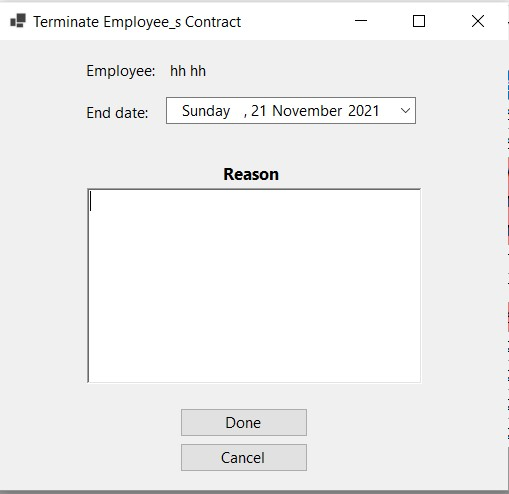 Terminate Employee_s Contract
Employee: hh hh
End date: Sunday , 21 November 2021
Reason
Done
Cancel